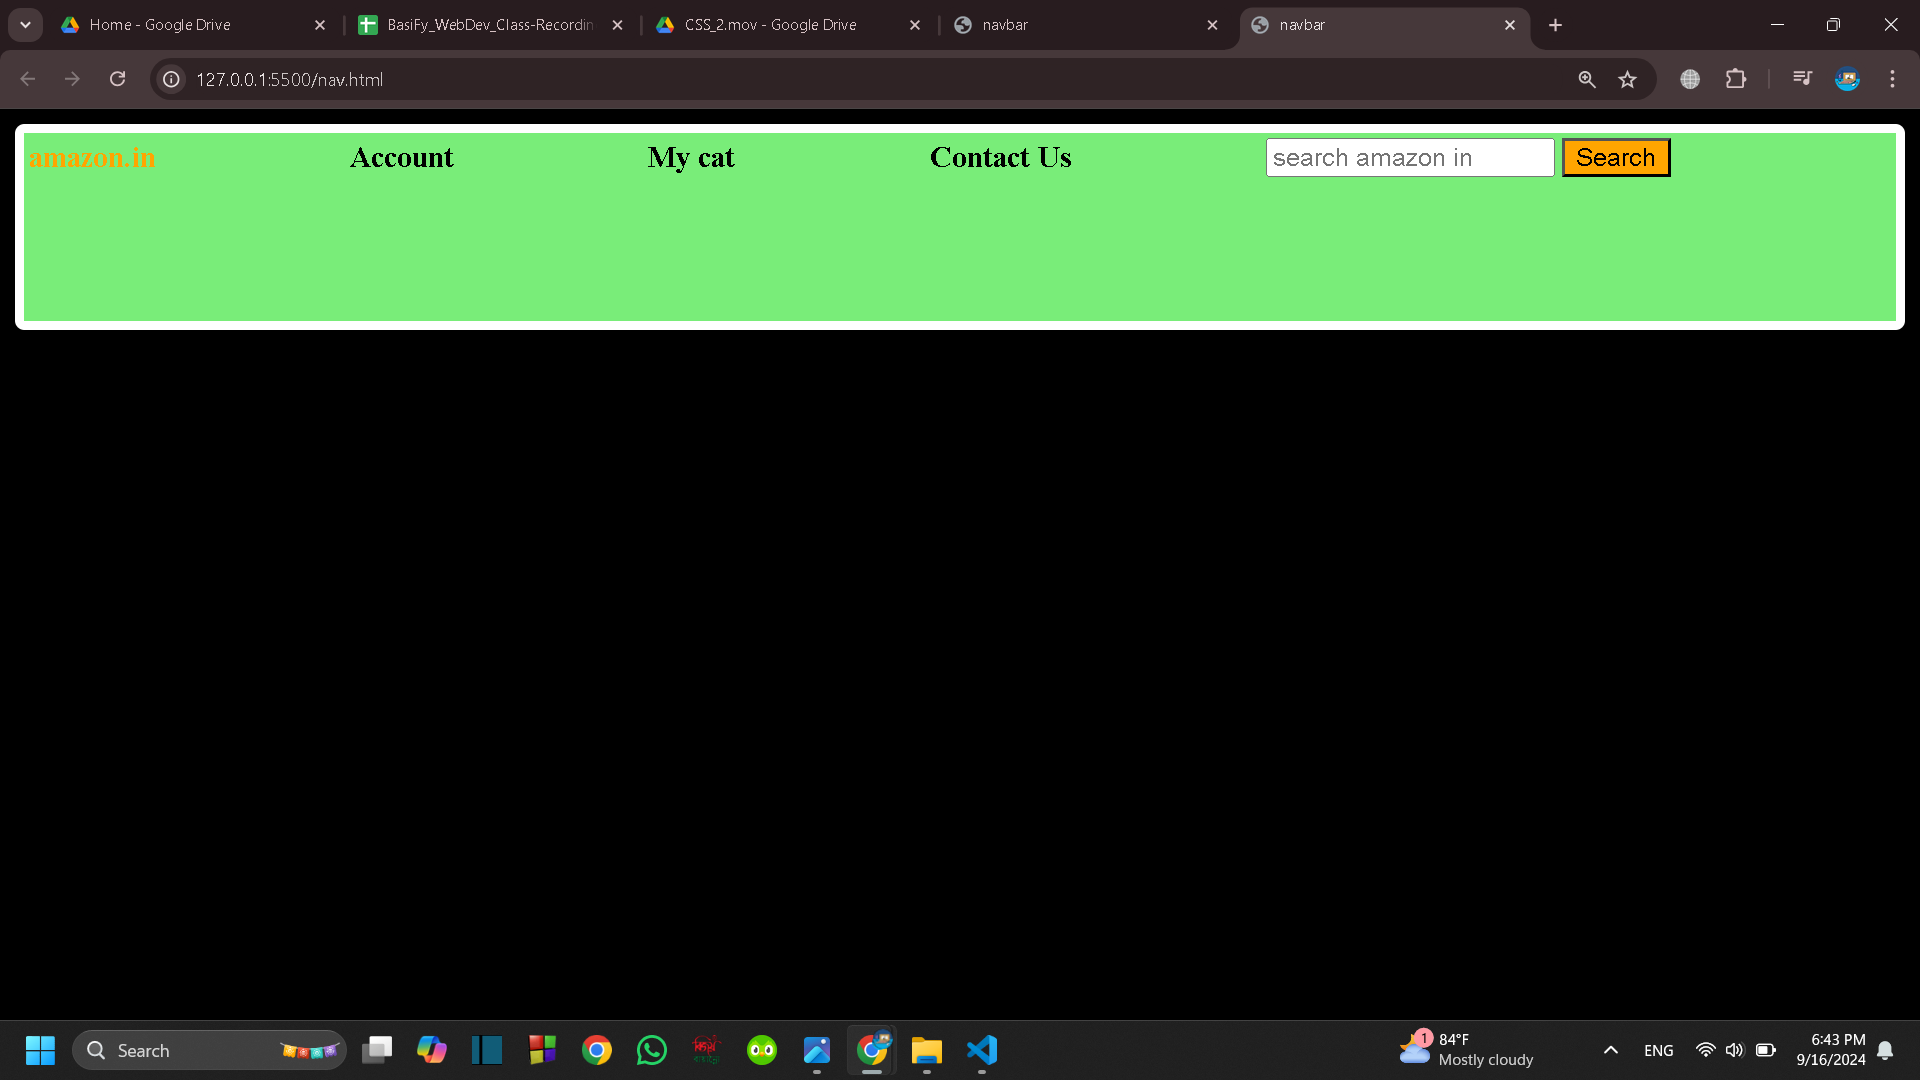 Home - Google Drive
BasiFy_WebDev_Class-Recordin
CSS_2.mov - Google Drive
navbar
navbar
127.0.0.1:5500/nav.html
amazon.in
Account
My cat
Contact Us
search amazon in
Search
Search
1
84°F
Mostly cloudy
ENG
6:43 PM
9/16/2024